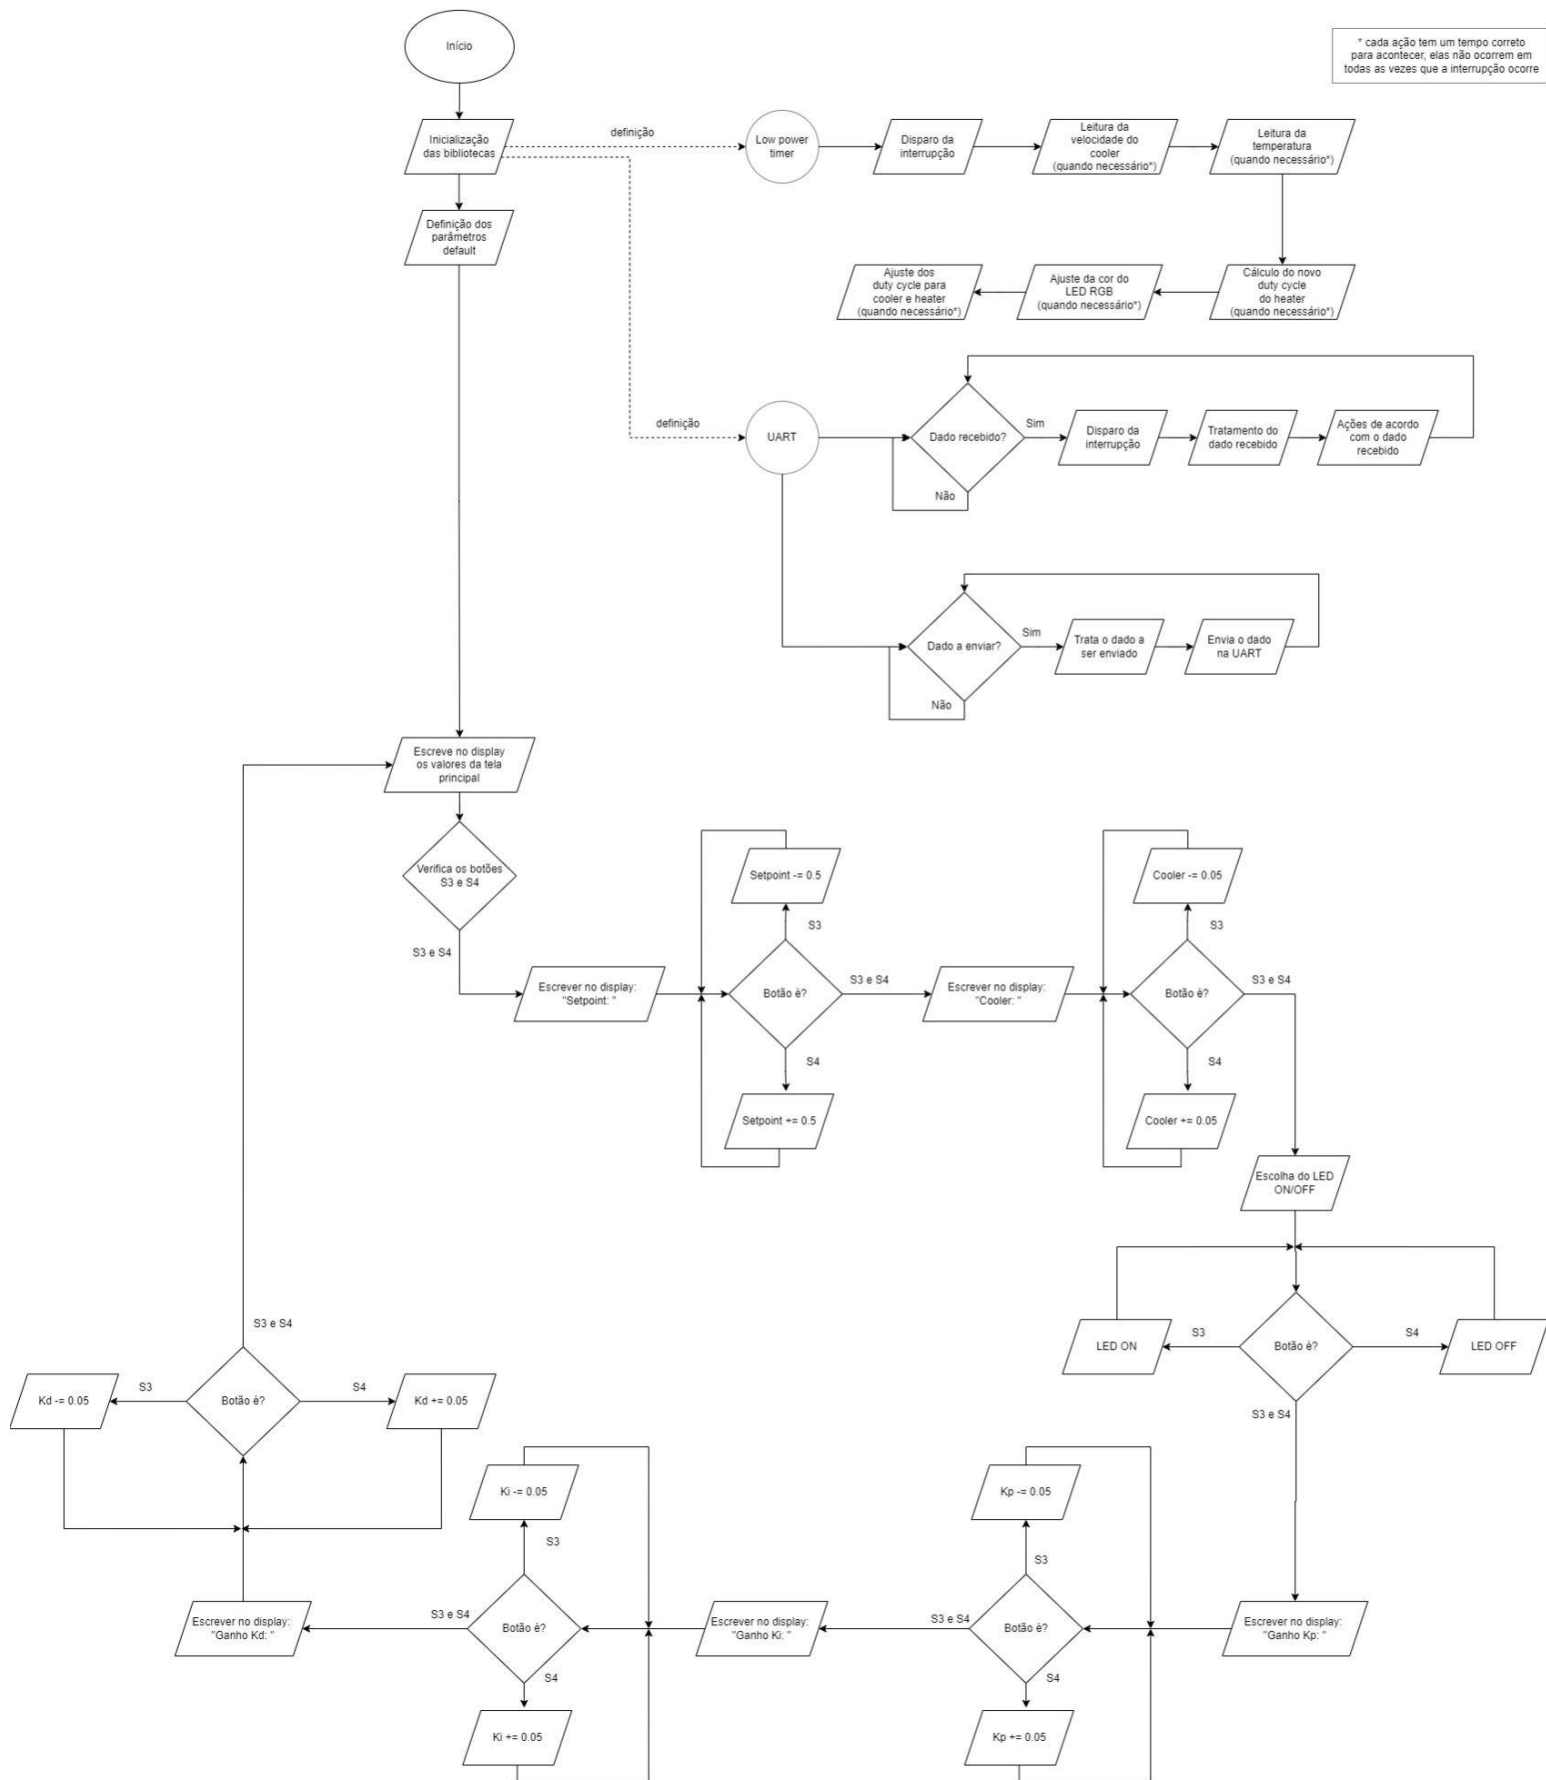 Início
* cada ação tem um tempo correto
para acontecer, elas não ocorrem em
todas as vezes que a interrupção ocorre
Inicialização
das bibliotecas
definição
Low power
timer
Disparo da
interrupção
Leitura da
velocidade do
cooler
(quando necessário*)
Leitura da
temperatura
(quando necessário*)
Definição dos
parâmetros
default
Ajuste dos
duty cycle para
cooler e heater
(quando necessário*)
Ajuste da cor do
LED RGB
(quando necessário*)
Cálculo do novo
duty cycle
do heater
(quando necessário*)
definição
UART
Dado recebido?
Sim
Não
Disparo da
interrupção
Tratamento do
dado recebido
Ações de acordo
com o dado
recebido
Dado a enviar?
Sim
Não
Trata o dado a
ser enviado
Envia o dado
na UART
Escreve no display
os valores da tela
principal
Verifica os botões
S3 e S4
S3 e S4
Escrever no display:
"Setpoint: "
Setpoint -= 0.5
S3
Botão é?
S3 e S4
S4
Setpoint += 0.5
Escrever no display:
"Cooler: "
Cooler -= 0.05
S3
Botão é?
S3 e S4
S4
Cooler += 0.05
Escolha do LED
ON/OFF
LED ON
S3
Botão é?
S4
LED OFF
S3 e S4
S3 e S4
Kd -= 0.05
S3
Botão é?
S4
Kd += 0.05
Ki -= 0.05
S3
Kp -= 0.05
S3
Escrever no display:
"Ganho Kd: "
S3 e S4
Botão é?
S4
Ki += 0.05
Escrever no display:
"Ganho Ki: "
S3 e S4
Botão é?
S4
Kp += 0.05
Escrever no display:
"Ganho Kp: "